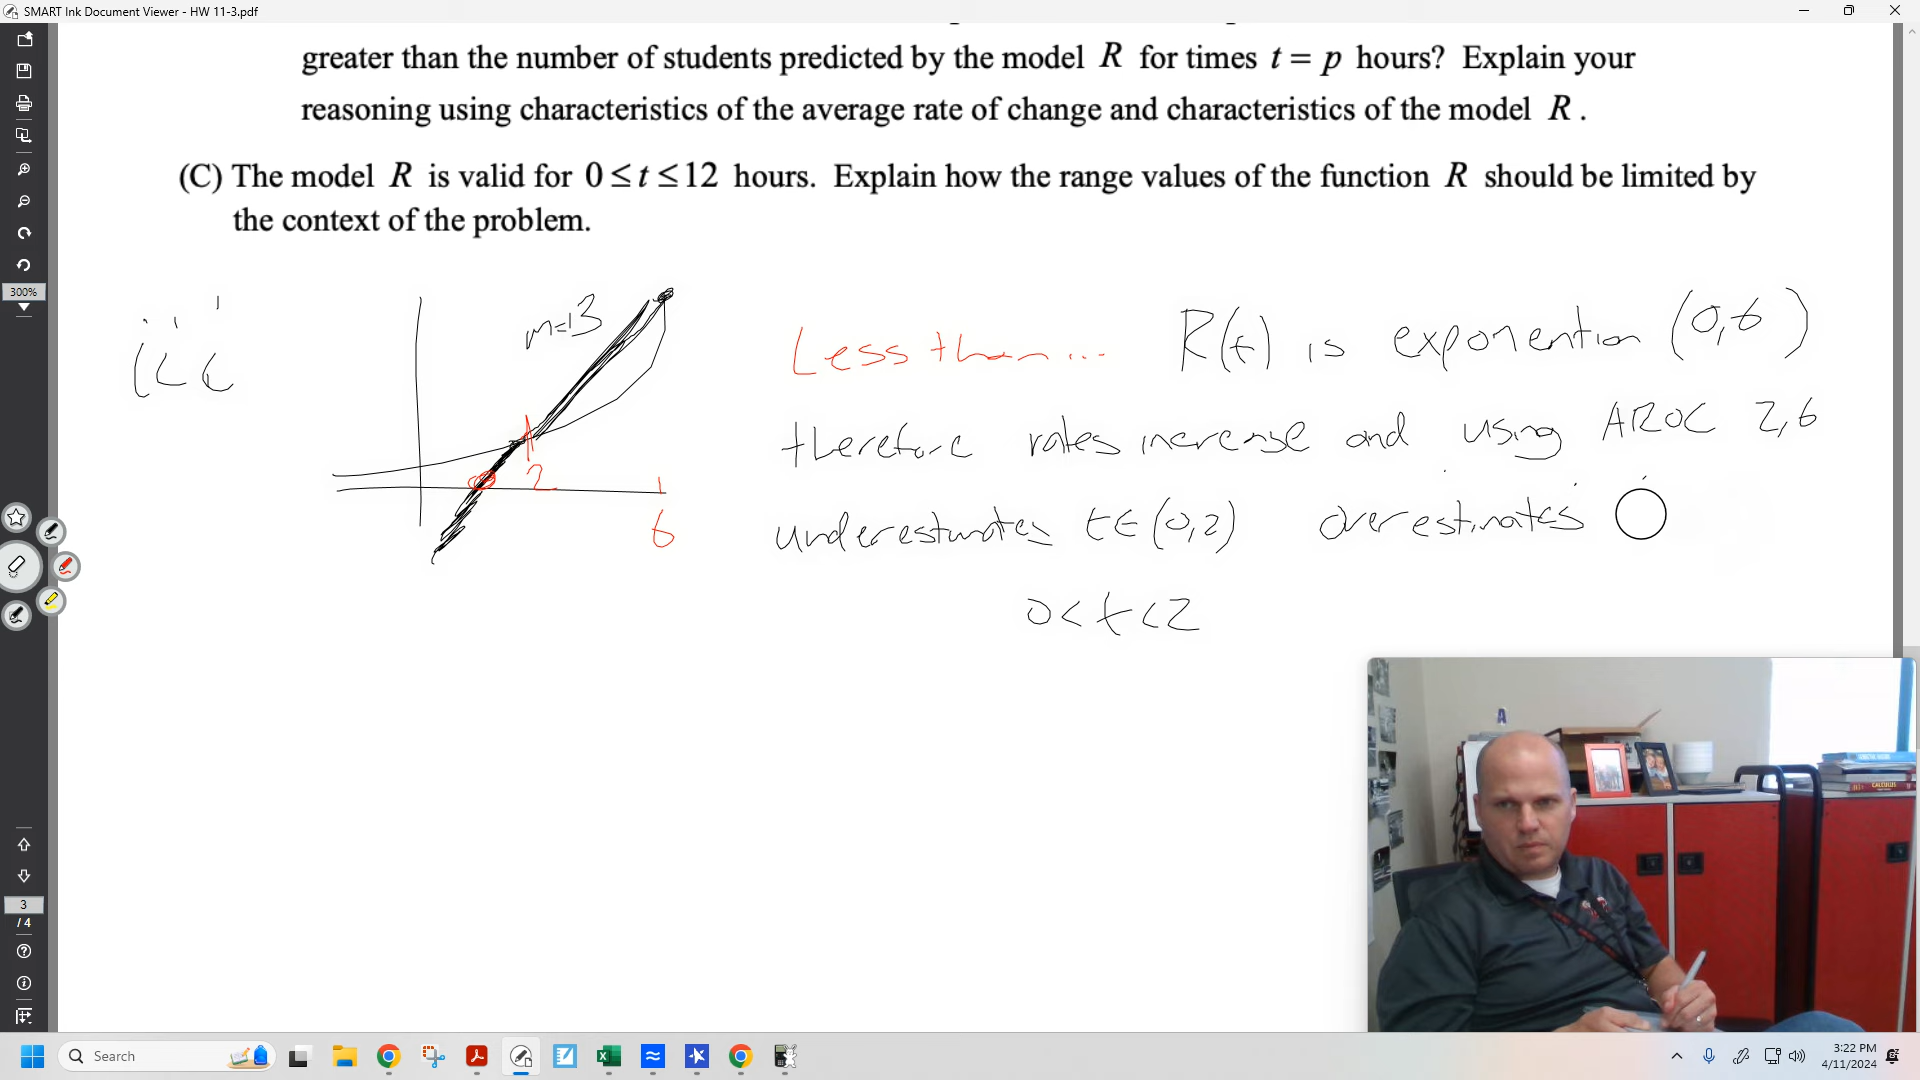 SMART Ink Document Viewer - HW 11-3.pdf
greater than the number of students predicted by the model R for times t = p hours? Explain your
reasoning using characteristics of the average rate of change and characteristics of the model R .
(C) The model R is valid for 0 ≤ t ≤ 12 hours. Explain how the range values of the function R should be limited by
the context of the problem.
300%
iii
m=13
2
6
Less than... R(t) is exponention (0,6)
therefore rates increase and using AROC 2,6
underestimates t∈(0,2) overestimates
0<t<2
3
/ 4
A
CALCULUS
Search
3:22 PM
4/11/2024